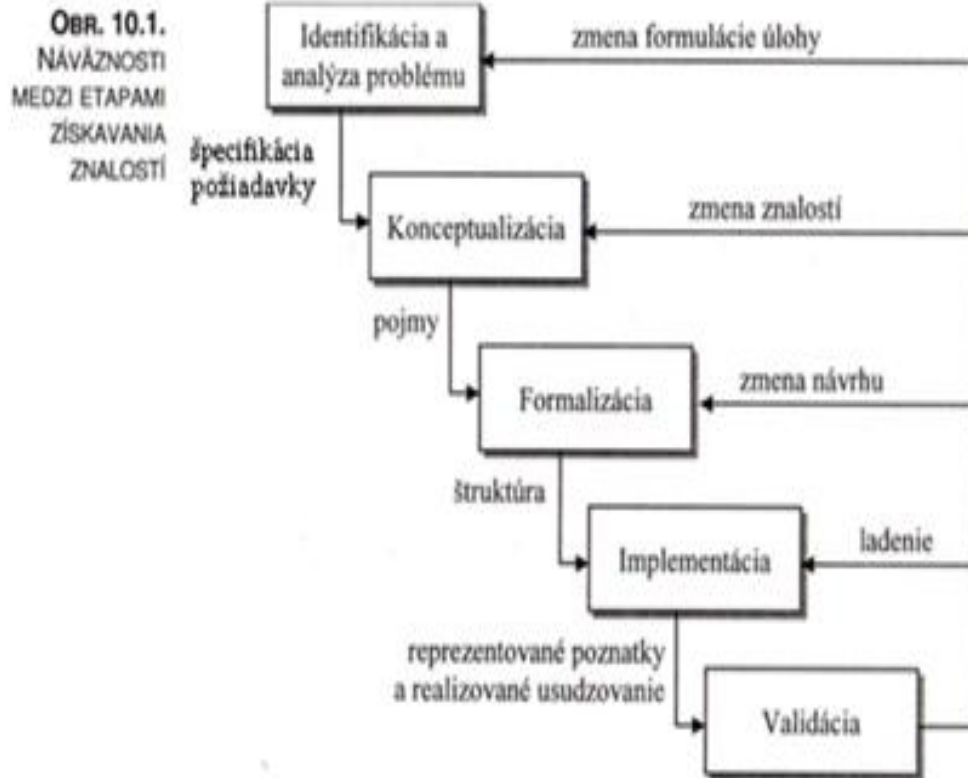 OBR. 10.1.
NÁVÄZNOSTI
MEDZI ETAPAMI
ZÍSKAVANIA
ZNALOSTÍ
Identifikácia a
analýza problému
zmena formulácie úlohy
špecifikácia
požiadavky
Konceptualizácia
zmena znalostí
pojmy
Formalizácia
zmena návrhu
štruktúra
Implementácia
ladenie
reprezentované poznatky
a realizované usudzovanie
Validácia